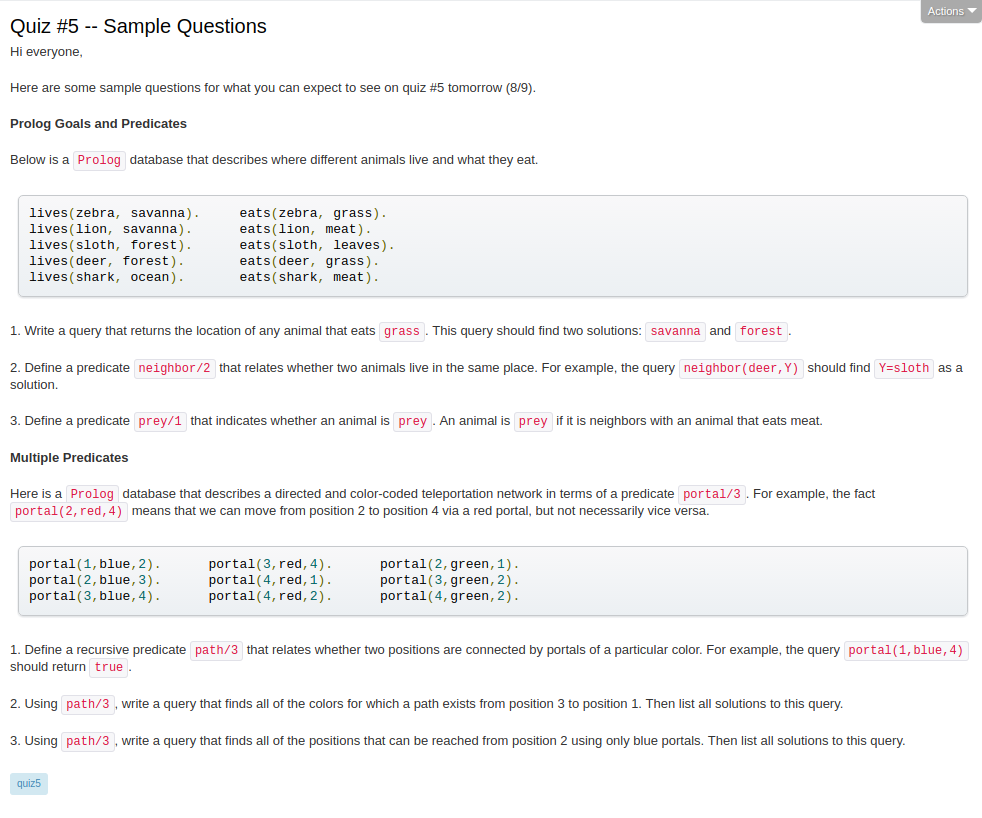 Actions
Quiz #5 -- Sample Questions
Hi everyone,
Here are some sample questions for what you can expect to see on quiz #5 tomorrow (8/9).
Prolog Goals and Predicates
Below is a Prolog database that describes where different animals live and what they eat.
lives(zebra, savanna).     eats(zebra, grass).
lives(lion, savanna).      eats(lion, meat).
lives(sloth, forest).      eats(sloth, leaves).
lives(deer, forest).       eats(deer, grass).
lives(shark, ocean).       eats(shark, meat).
1. Write a query that returns the location of any animal that eats grass. This query should find two solutions: savanna and forest.
2. Define a predicate neighbor/2 that relates whether two animals live in the same place. For example, the query neighbor(deer,Y) should find Y=sloth as a
solution.
3. Define a predicate prey/1 that indicates whether an animal is prey. An animal is prey if it is neighbors with an animal that eats meat.
Multiple Predicates
Here is a Prolog database that describes a directed and color-coded teleportation network in terms of a predicate portal/3. For example, the fact
portal(2,red,4) means that we can move from position 2 to position 4 via a red portal, but not necessarily vice versa.
portal(1,blue,2).      portal(3,red,4).      portal(2,green,1).
portal(2,blue,3).      portal(4,red,1).      portal(3,green,2).
portal(3,blue,4).      portal(4,red,2).      portal(4,green,2).
1. Define a recursive predicate path/3 that relates whether two positions are connected by portals of a particular color. For example, the query portal(1,blue,4)
should return true.
2. Using path/3, write a query that finds all of the colors for which a path exists from position 3 to position 1. Then list all solutions to this query.
3. Using path/3, write a query that finds all of the positions that can be reached from position 2 using only blue portals. Then list all solutions to this query.
quiz5